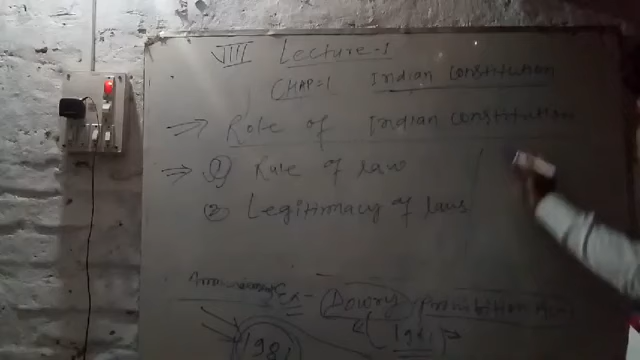 VIII Lecture-1
CHAP=1 Indian Constitution
⇒ Role of Indian constitution
⇒ ① Rule of law
② Legitimacy of laws
Ex- Dowry prohibition
1961
1981